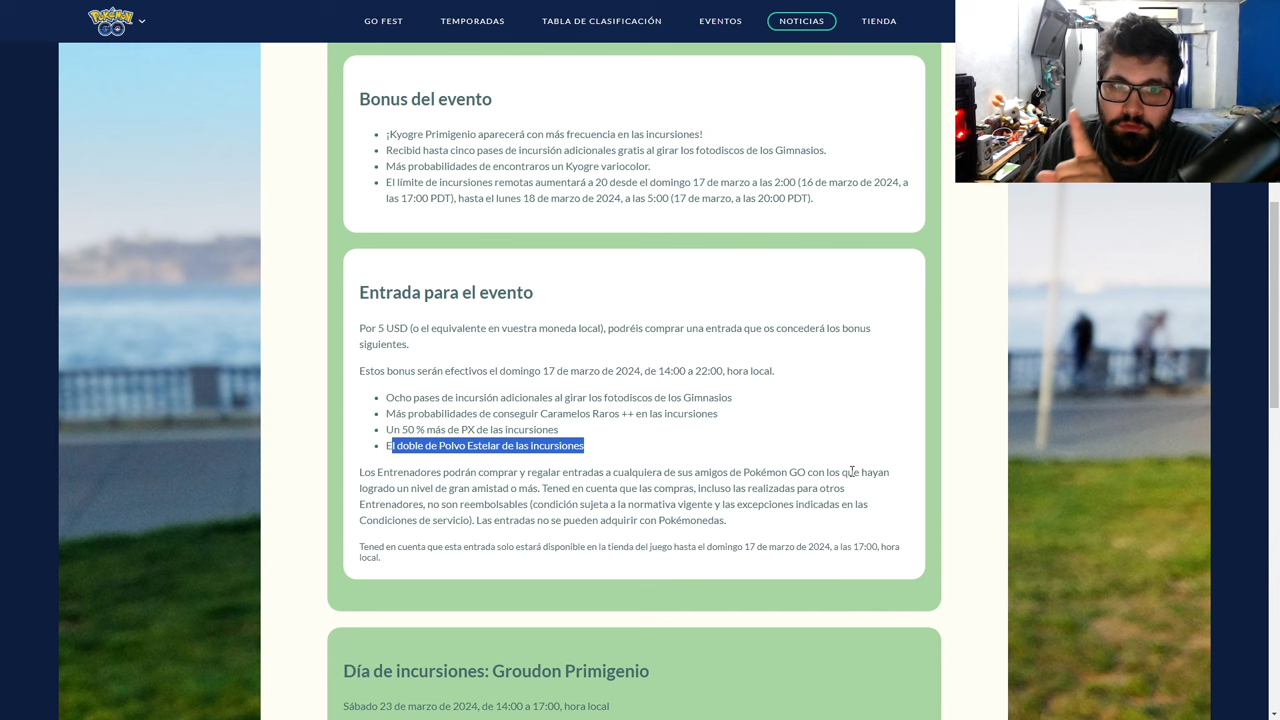 Pokémon GO
GO FEST TEMPORADAS TABLA DE CLASIFICACIÓN EVENTOS NOTICIAS TIENDA
Bonus del evento
• ¡Kyogre Primigenio aparecerá con más frecuencia en las incursiones!
• Recibid hasta cinco pases de incursión adicionales gratis al girar los fotodiscos de los Gimnasios.
• Más probabilidades de encontraros un Kyogre variocolor.
• El límite de incursiones remotas aumentará a 20 desde el domingo 17 de marzo a las 2:00 (16 de marzo de 2024, a
las 17:00 PDT), hasta el lunes 18 de marzo de 2024, a las 5:00 (17 de marzo, a las 20:00 PDT).
Entrada para el evento
Por 5 USD (o el equivalente en vuestra moneda local), podréis comprar una entrada que os concederá los bonus
siguientes.
Estos bonus serán efectivos el domingo 17 de marzo de 2024, de 14:00 a 22:00, hora local.
• Ocho pases de incursión adicionales al girar los fotodiscos de los Gimnasios
• Más probabilidades de conseguir Caramelos Raros ++ en las incursiones
• Un 50 % más de PX de las incursiones
• El doble de Polvo Estelar de las incursiones
Los Entrenadores podrán comprar y regalar entradas a cualquiera de sus amigos de Pokémon GO con los que hayan
logrado un nivel de gran amistad o más. Tened en cuenta que las compras, incluso las realizadas para otros
Entrenadores, no son reembolsables (condición sujeta a la normativa vigente y las excepciones indicadas en las
Condiciones de servicio). Las entradas no se pueden adquirir con Pokémonedas.
Tened en cuenta que esta entrada solo estará disponible en la tienda del juego hasta el domingo 17 de marzo de 2024, a las 17:00, hora
local.
Día de incursiones: Groudon Primigenio
Sábado 23 de marzo de 2024, de 14:00 a 17:00, hora local